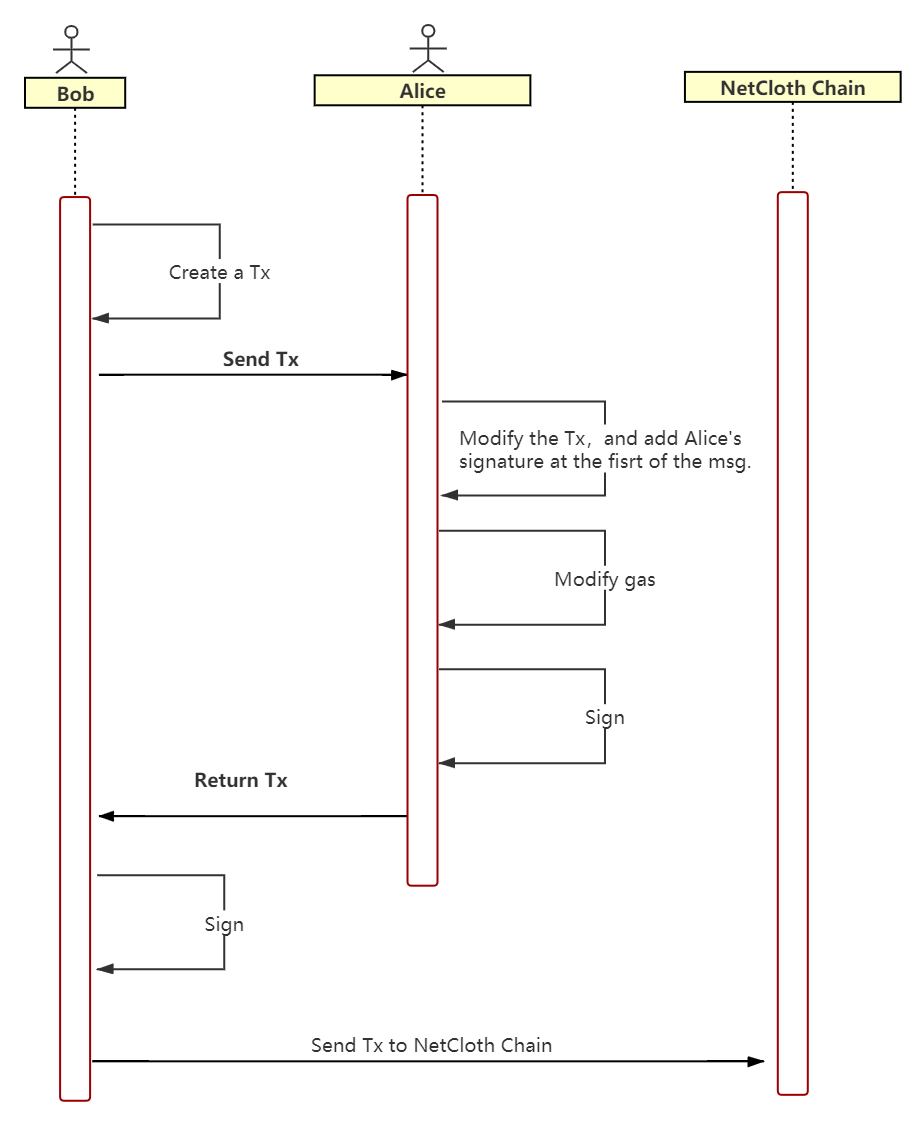 Bob
Alice
NetCloth Chain
Create a Tx
Send Tx
Modify the Tx，and add Alice's
signature at the fisrt of the msg.
Modify gas
Sign
Return Tx
Sign
Send Tx to NetCloth Chain